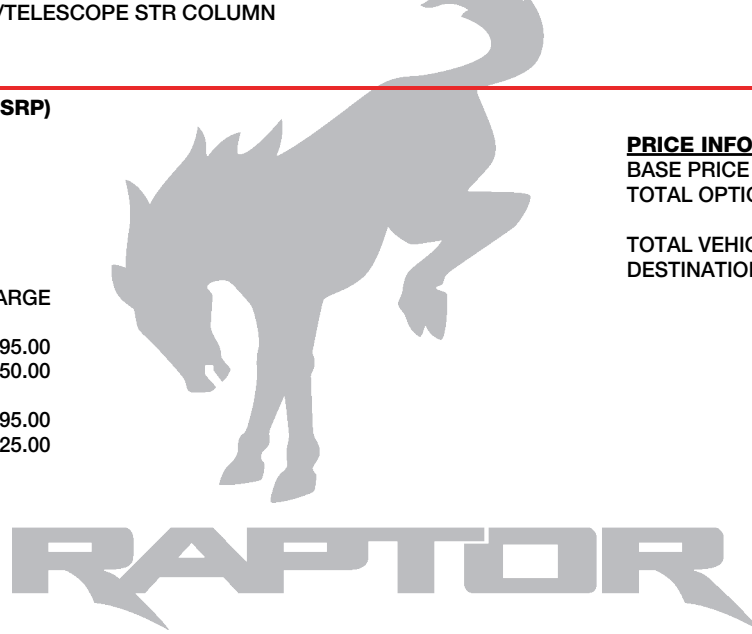 /TELESCOPE STR COLUMN
SRP)
ARGE
95.00
50.00
95.00
25.00
PRICE INFO
BASE PRICE
TOTAL OPTIO
TOTAL VEHIC
DESTINATION
RAPTOR